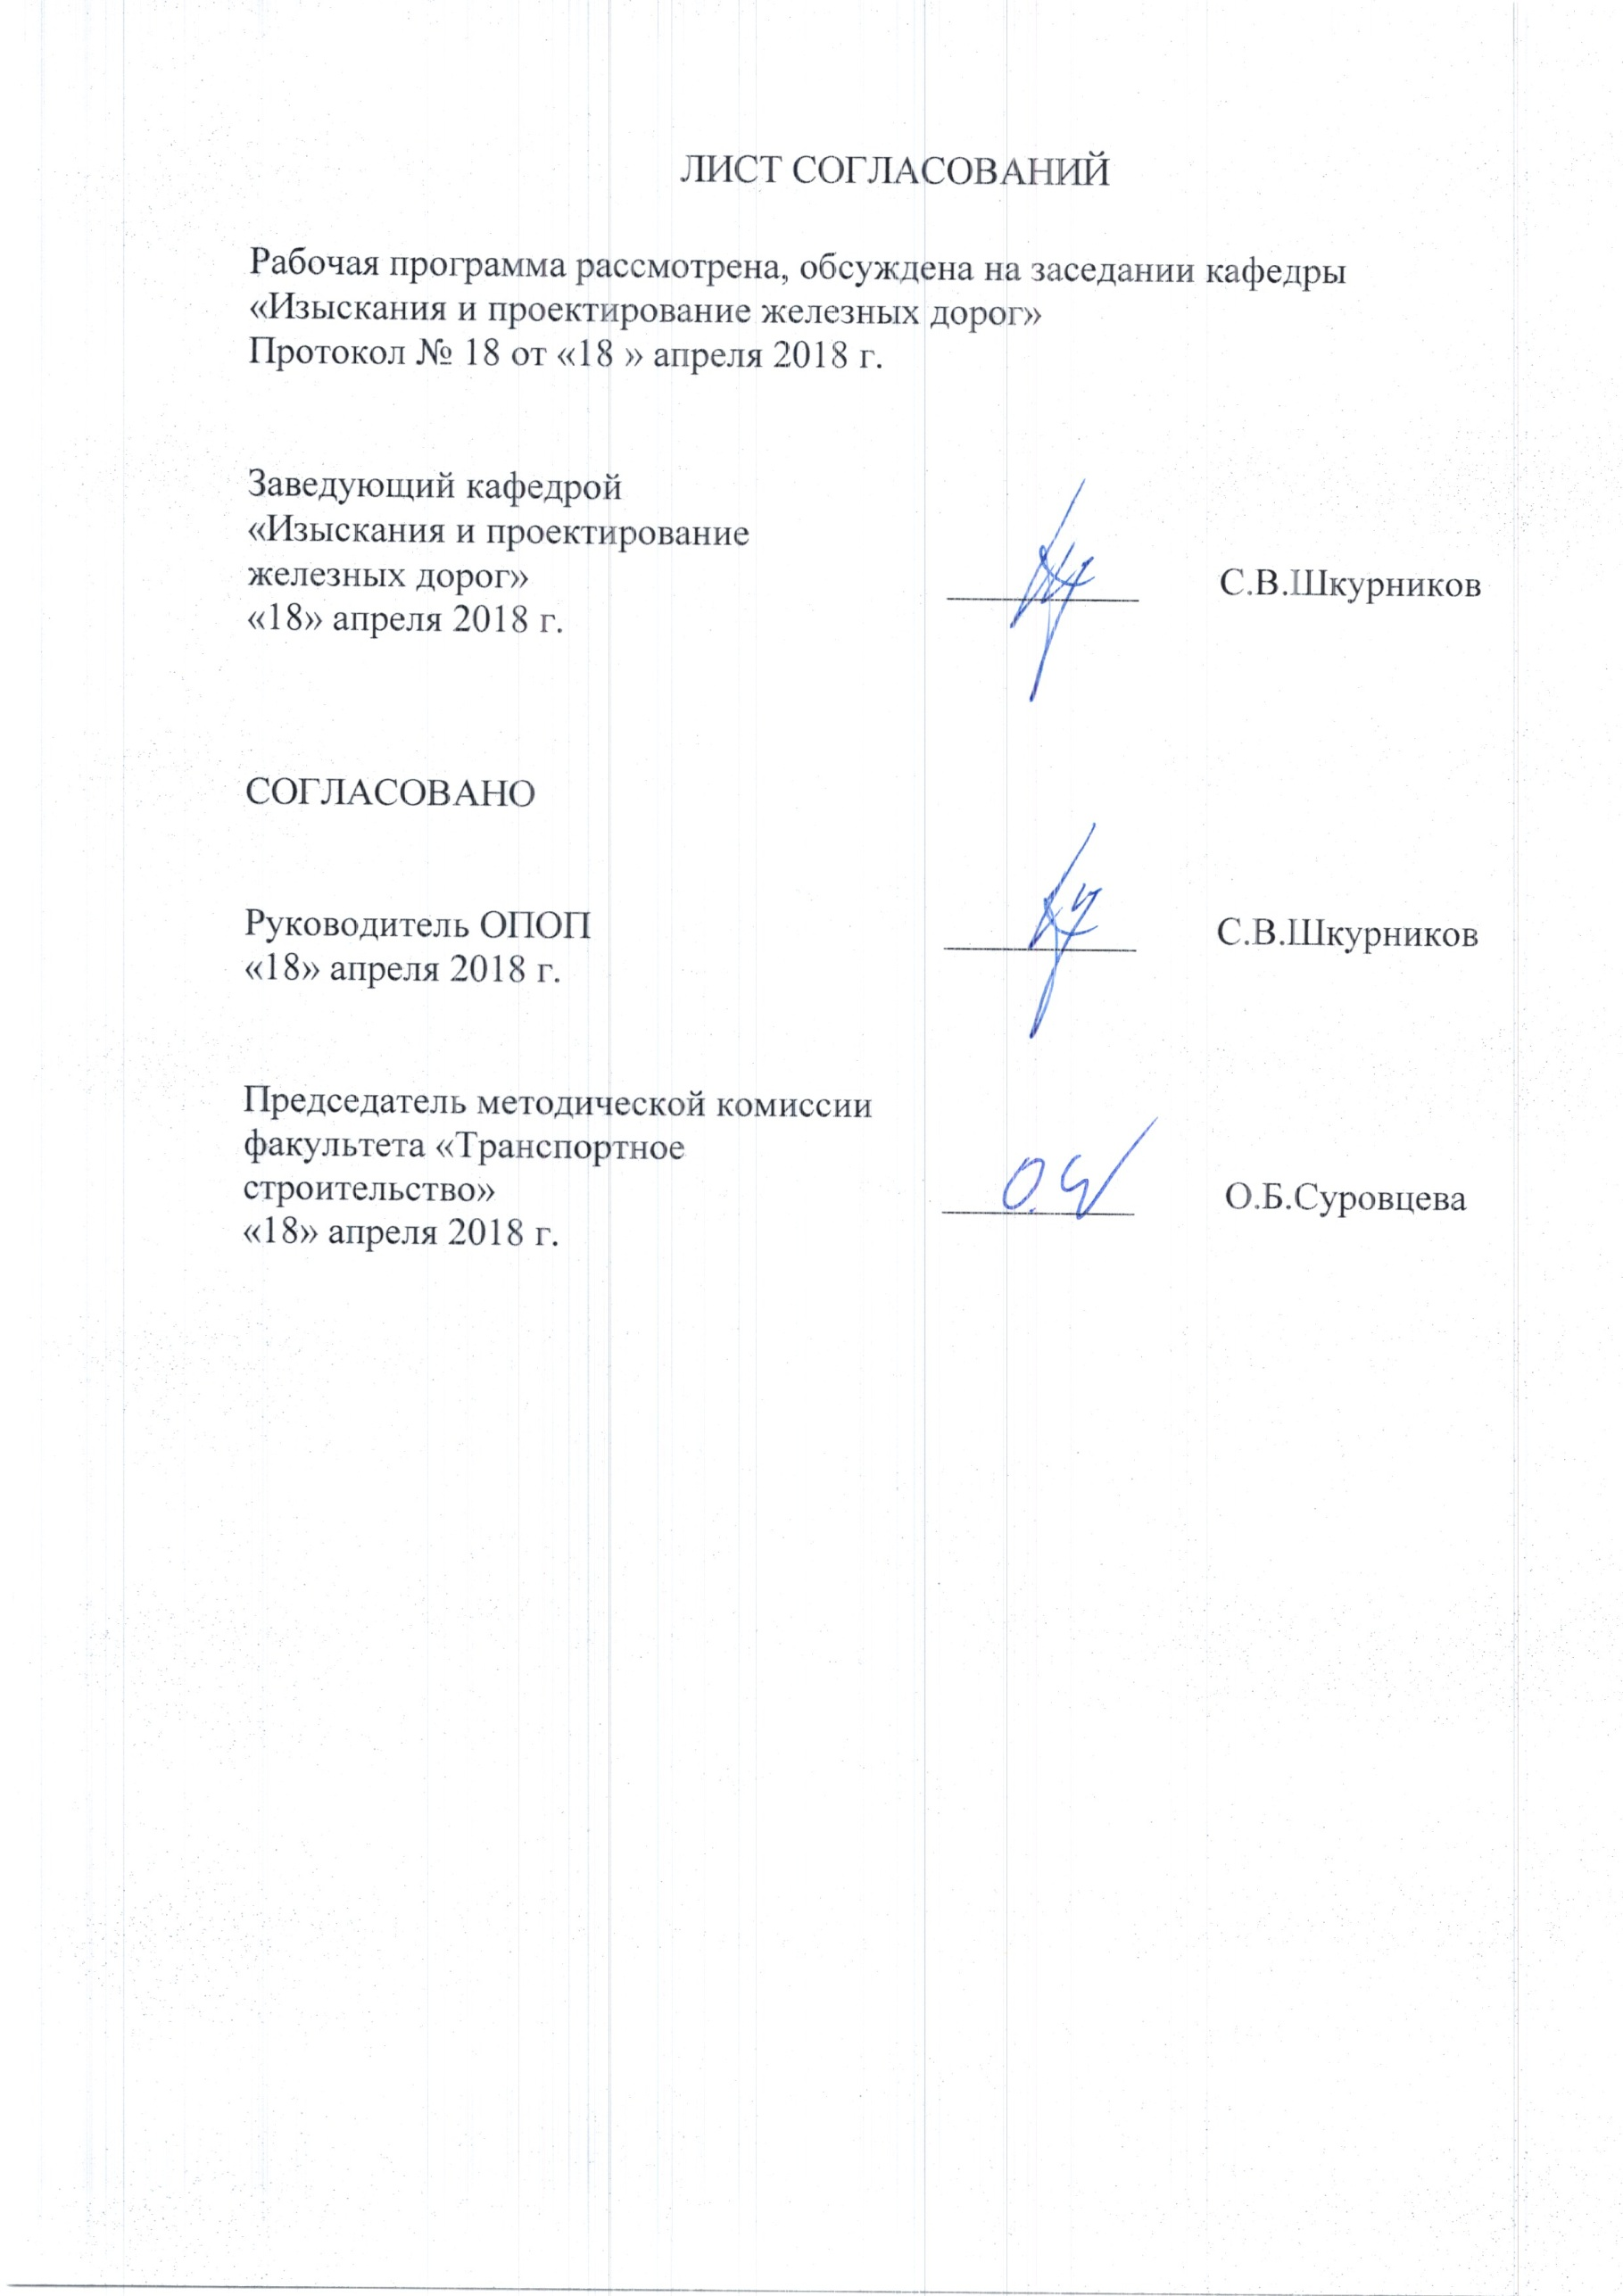 ЛИСТ СОГЛАСОВАНИЙ
Рабочая программа рассмотрена, обсуждена на заседании кафедры
«Изыскания и проектирование железных дорог»
Протокол № 18 от «18 » апреля 2018 г.
Заведующий кафедрой
«Изыскания и проектирование
железных дорог»
С.В.Шкурников
«18» апреля 2018 г.
СОГЛАСОВАНО
Руководитель ОПОП
С.В.Шкурников
«18» апреля 2018 г.
Председатель методической комиссии
факультета «Транспортное
строительство»
О.Б.Суровцева
«18» апреля 2018 г.